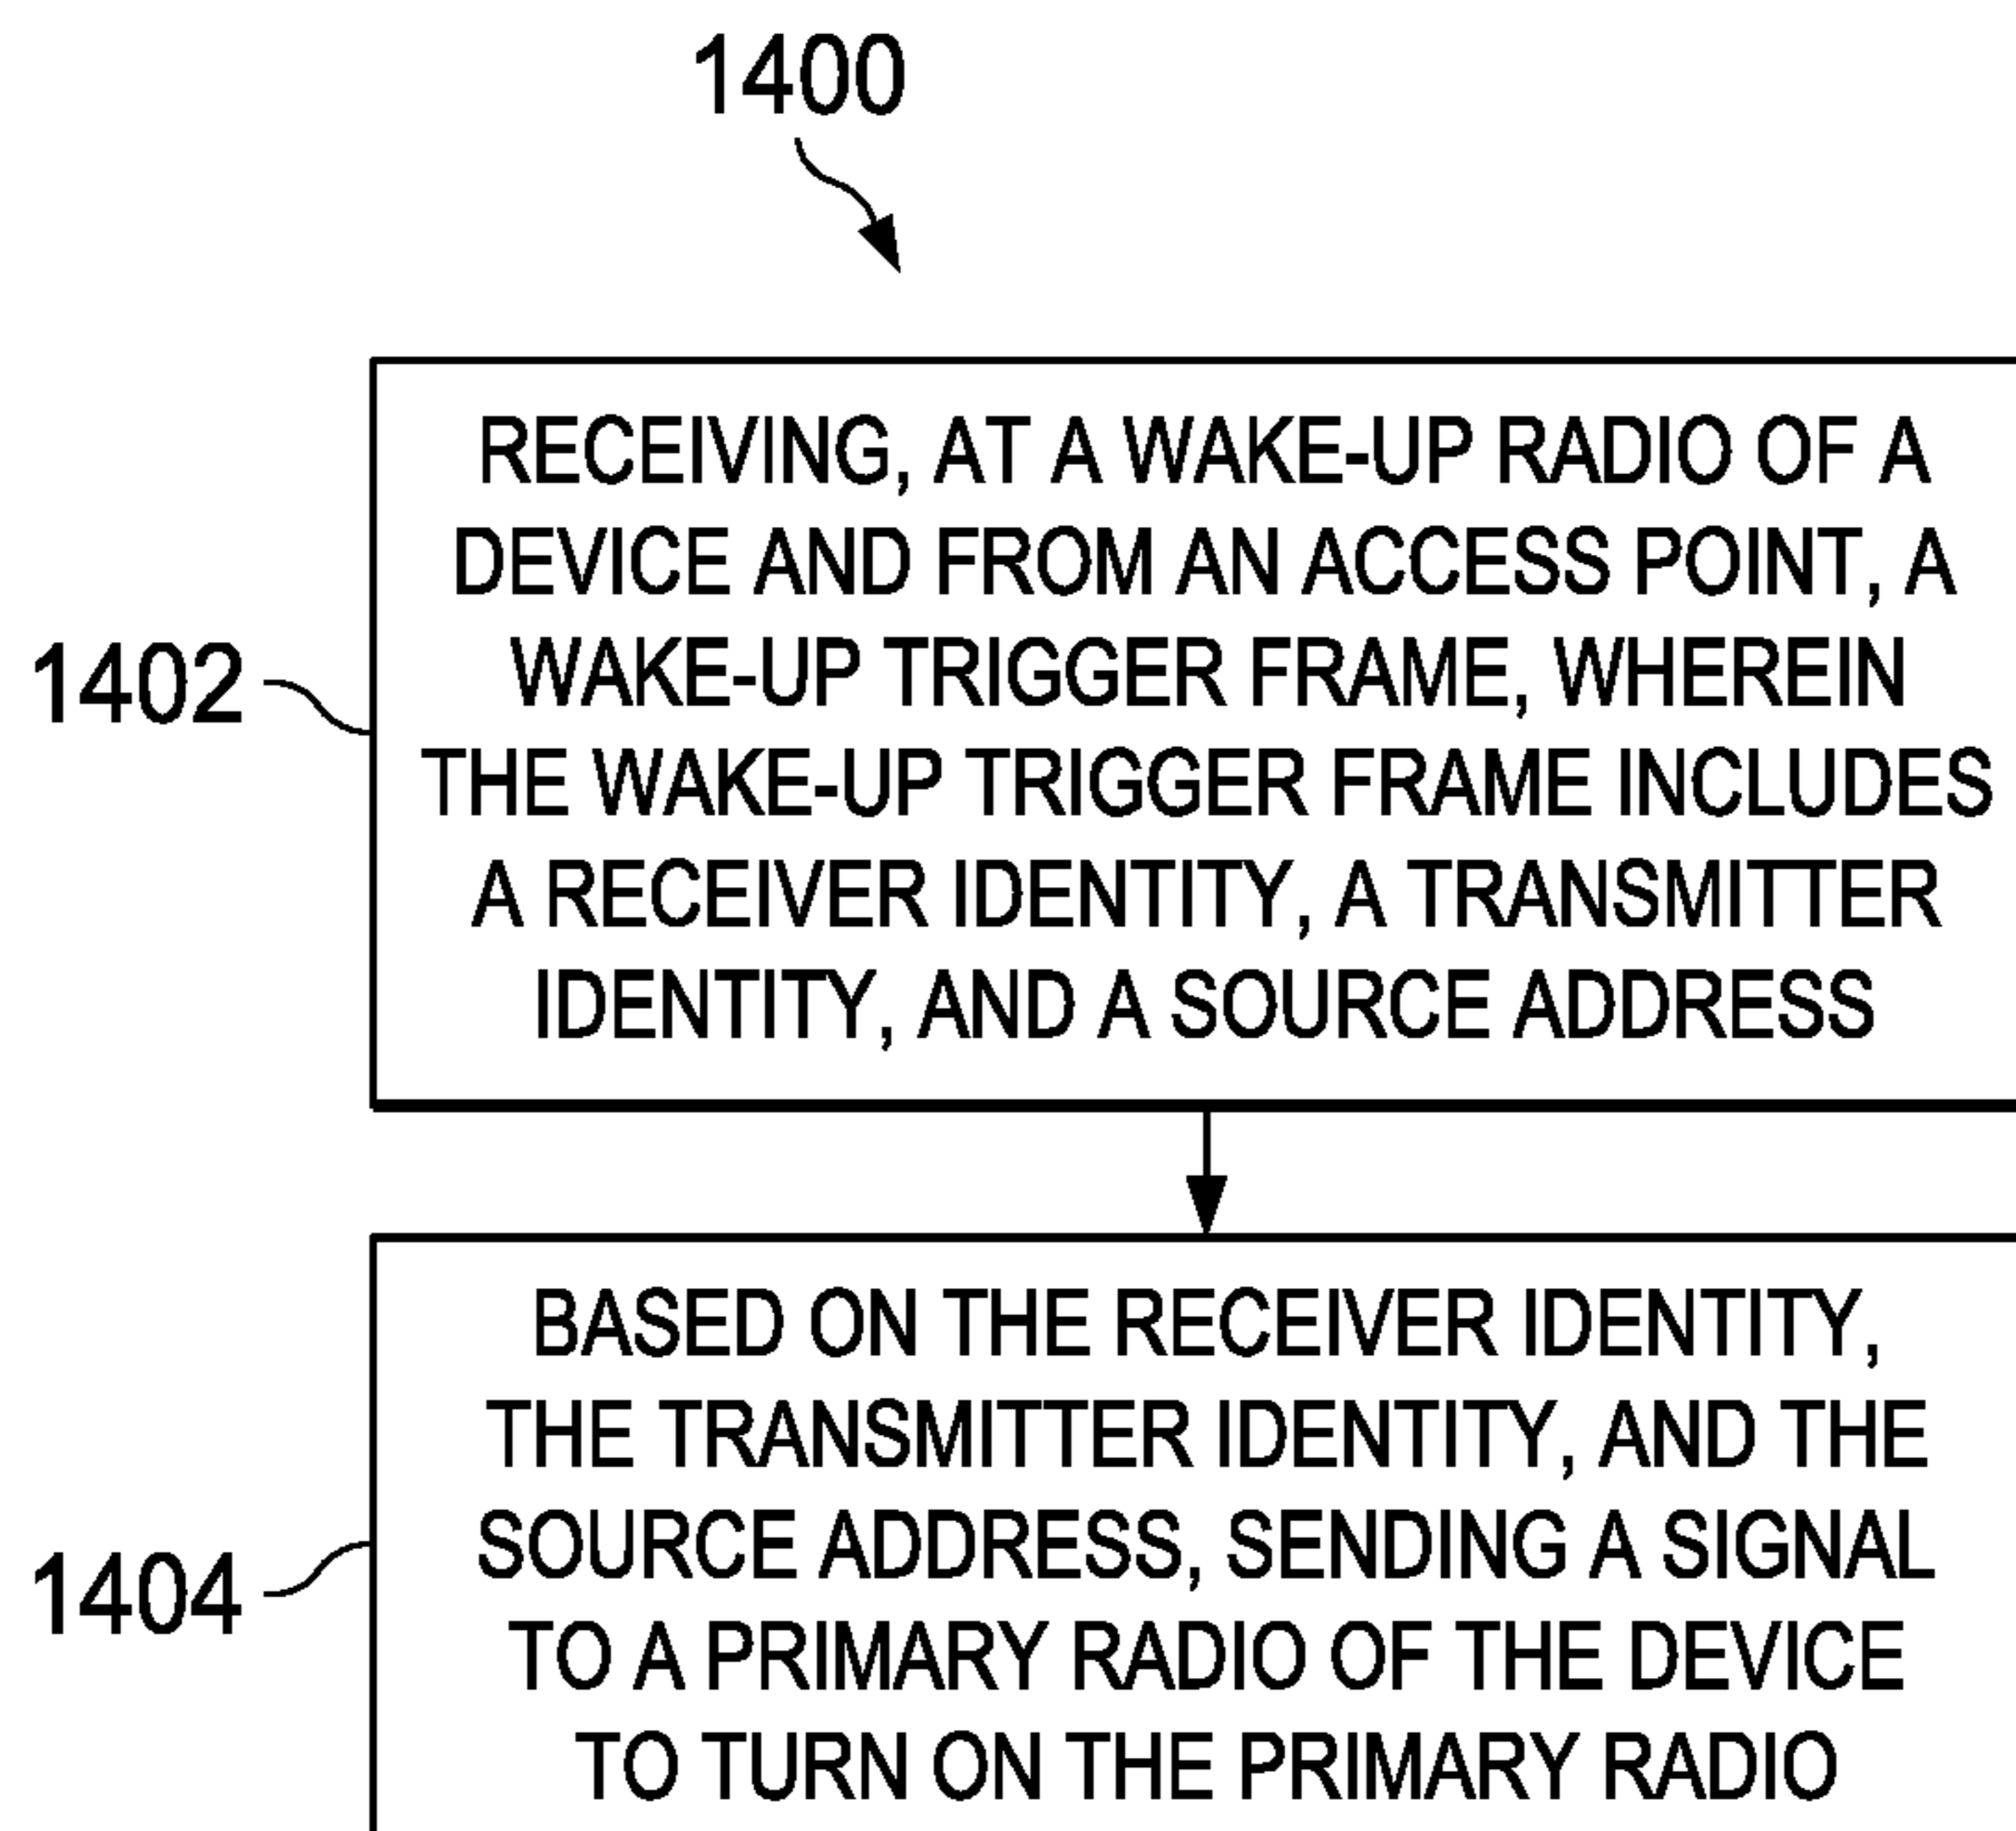 1400
1402
RECEIVING, AT A WAKE-UP RADIO OF A
DEVICE AND FROM AN ACCESS POINT, A
WAKE-UP TRIGGER FRAME, WHEREIN
THE WAKE-UP TRIGGER FRAME INCLUDES
A RECEIVER IDENTITY, A TRANSMITTER
IDENTITY, AND A SOURCE ADDRESS
1404
BASED ON THE RECEIVER IDENTITY,
THE TRANSMITTER IDENTITY, AND THE
SOURCE ADDRESS, SENDING A SIGNAL
TO A PRIMARY RADIO OF THE DEVICE
TO TURN ON THE PRIMARY RADIO